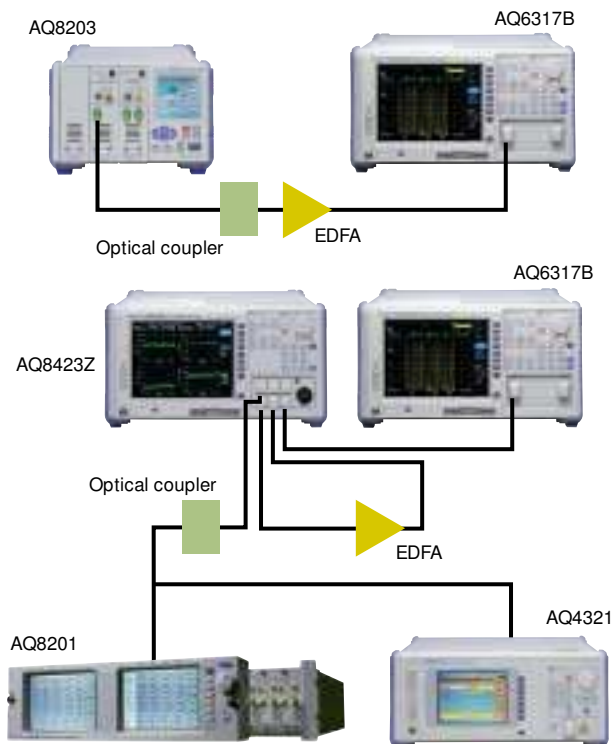 AQ8203
AQ6317B
Optical coupler
EDFA
AQ6317B
AQ8423Z
Optical coupler
EDFA
AQ8201
AQ4321